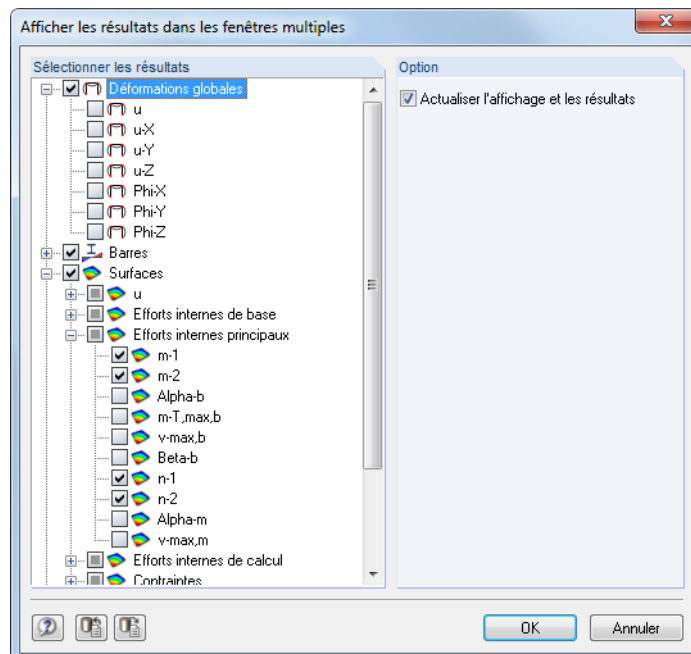 Afficher les résultats dans les fenêtres multiples
Sélectionner les résultats
Déformations globales
u
u-X
u-Y
u-Z
Phi-X
Phi-Y
Phi-Z
Barres
Surfaces
u
Efforts internes de base
Efforts internes principaux
m-1
m-2
Alpha-b
m-T,max,b
v-max,b
Beta-b
n-1
n-2
Alpha-m
v-max,m
Efforts internes de calcul
Contraintes
Option
Actualiser l'affichage et les résultats
OK
Annuler